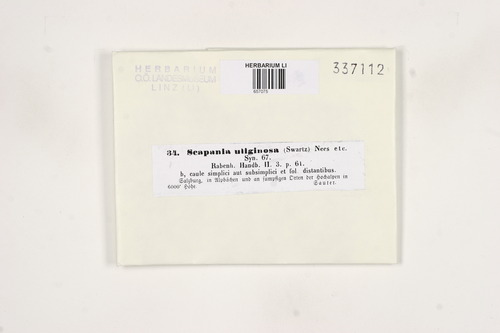 HERBARIUM
OÖ. LANDESMUSEUM
LINZ (LI)
HERBARIUM LI
337112
34. Scapania uliginosa (Swartz) Nees etc.
Syn. 67.
Rabenh. Handb. II. 3. p. 61.
b, caule simplici aut subsimplici et fol. distantibus.
Salzburg, in Alpbächen und an sumpfigen Orten der Hochalpen in
6000' Höhe
Sauter.